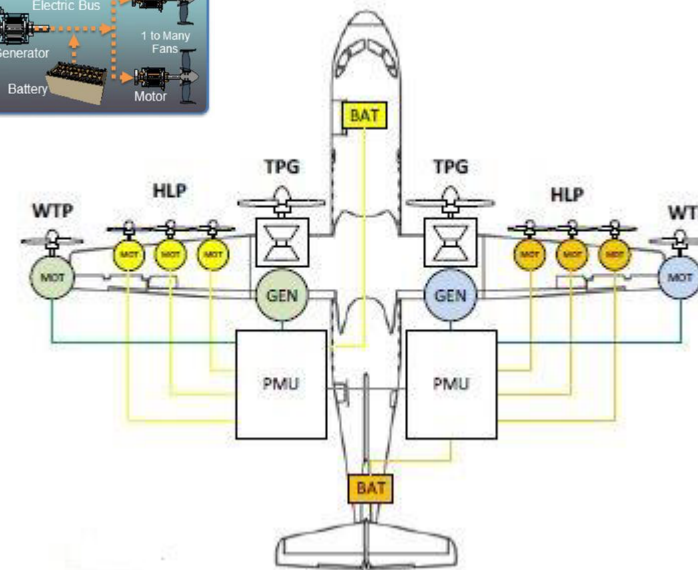 Electric Bus
1 to Many
Fans
Generator
Battery
Motor
BAT
TPG
TPG
HLP
HLP
WTP
WT
MOT
MOT
MOT
MOT
MOT
MOT
MOT
MOT
GEN
GEN
PMU
PMU
BAT